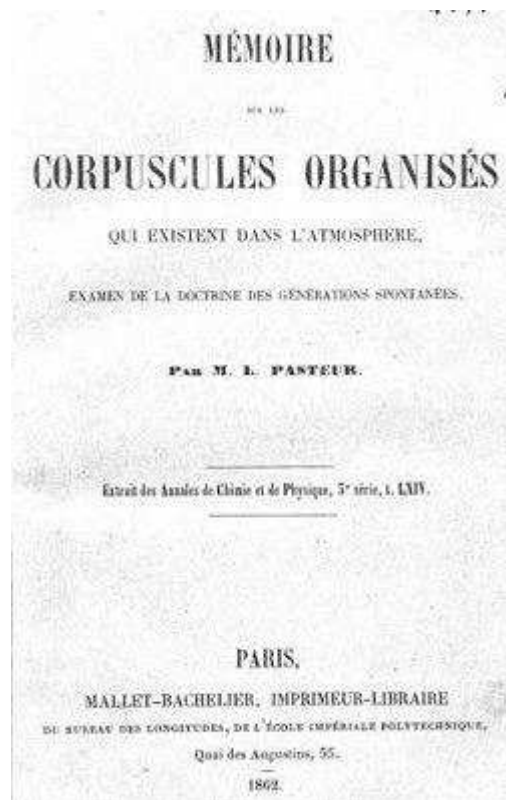 MÉMOIRE
SUR LES
CORPUSCULES ORGANISÉS
QUI EXISTENT DANS L'ATMOSPHERE,
EXAMEN DE LA DOCTRINE DES GÉNÉRATIONS SPONTANÉES,
PAR M. L. PASTEUR.
Extrait des Annales de Chimie et de Physique, 3e série, t. LXIV.
PARIS,
MALLET-BACHELIER, IMPRIMEUR-LIBRAIRE
DU BUREAU DES LONGITUDES, DE L'ÉCOLE IMPÉRIALE POLYTECHNIQUE,
Quai des Augustins, 55.
1862.